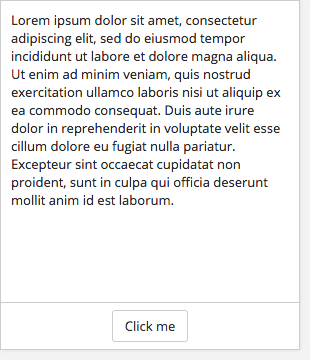 Lorem ipsum dolor sit amet, consectetur
adipiscing elit, sed do eiusmod tempor
incididunt ut labore et dolore magna aliqua.
Ut enim ad minim veniam, quis nostrud
exercitation ullamco laboris nisi ut aliquip ex
ea commodo consequat. Duis aute irure
dolor in reprehenderit in voluptate velit esse
cillum dolore eu fugiat nulla pariatur.
Excepteur sint occaecat cupidatat non
proident, sunt in culpa qui officia deserunt
mollit anim id est laborum.
Click me